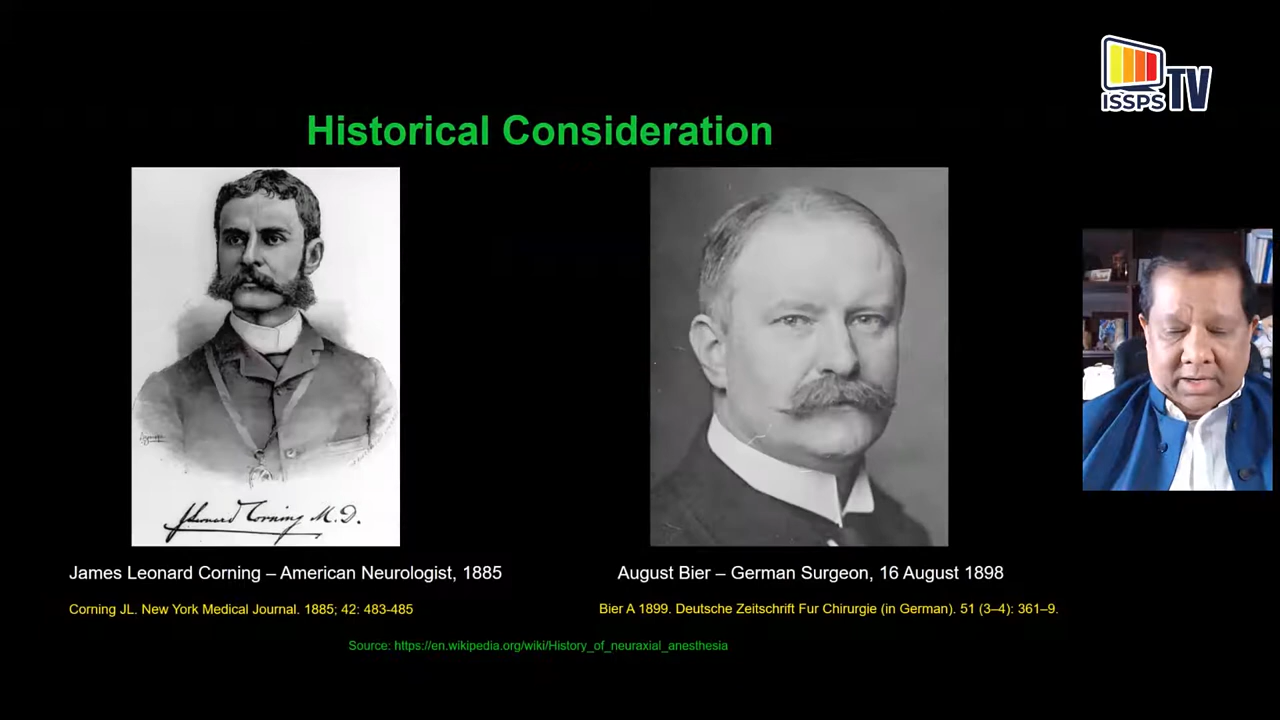 ISSPS TV
Historical Consideration
J Leonard Corning M.D.
James Leonard Corning – American Neurologist, 1885
August Bier – German Surgeon, 16 August 1898
Corning JL. New York Medical Journal. 1885; 42: 483-485
Bier A 1899. Deutsche Zeitschrift Fur Chirurgie (in German). 51 (3–4): 361–9.
Source: https://en.wikipedia.org/wiki/History_of_neuraxial_anesthesia